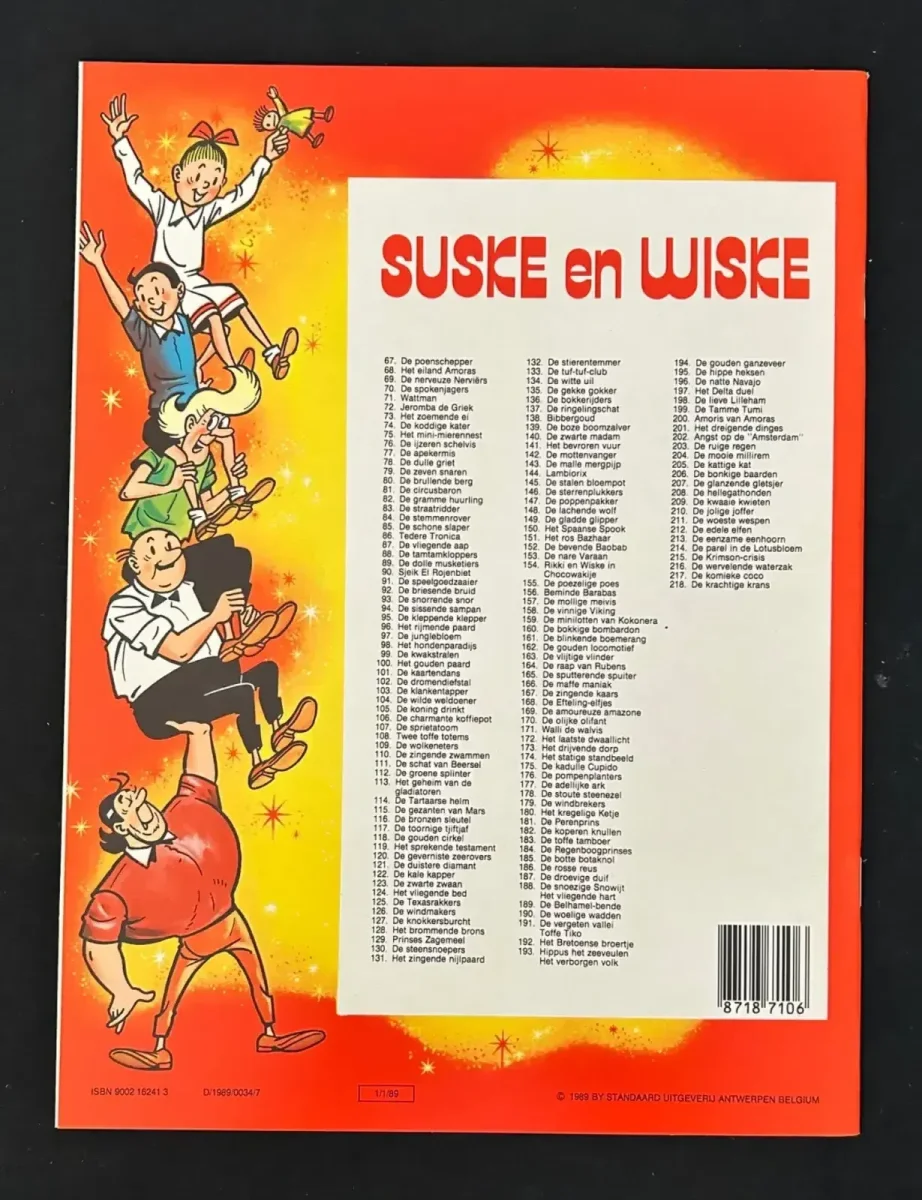 SUSKE en WISKE
67. De poenschepper
68. Het eiland Amoras
69. De nerveuze Nerviërs
70. De spokenjagers
71. Wattman
72. Jeromba de Griek
73. Het zoemende ei
74. De koddige kater
75. Het mini-mierennest
76. De ijzeren schelvis
77. De apekermis
78. De dulle griet
79. De zeven snaren
80. De brullende berg
81. De circusbaron
82. De gramme huurling
83. De straatridder
84. De stemmenrover
85. De schone slaper
86. Tedere Tronica
87. De vliegende aap
88. De tamtamkloppers
89. De dolle musketiers
90. Sjeik El Rojenbiet
91. De speelgoedzaaier
92. De briesende bruid
93. De snorrende snor
94. De sissende sampan
95. De kleppende klepper
96. Het rijmende paard
97. De junglebloem
98. Het hondenparadijs
99. De kwakstralen
100. Het gouden paard
101. De kaartendans
102. De dromendiefstal
103. De klankentapper
104. De wilde weldoener
105. De koning drinkt
106. De charmante koffiepot
107. De sprietatoom
108. Twee toffe totems
109. De wolkeneters
110. De zingende zwammen
111. De schat van Beersel
112. De groene splinter
113. Het geheim van de
gladiatoren
114. De Tartaarse helm
115. De gezanten van Mars
116. De bronzen sleutel
117. De toornige tjiftjaf
118. De gouden cirkel
119. Het sprekende testament
120. De geverniste zeerovers
121. De duistere diamant
122. De kale kapper
123. De zwarte zwaan
124. Het vliegende bed
125. De Texasrakkers
126. De windmakers
127. De knokkersburcht
128. Het brommende brons
129. Prinses Zagemeel
130. De steensnoepers
131. Het zingende nijlpaard
132. De stierentemmer
133. De tuf-tuf-club
134. De witte uil
135. De gekke gokker
136. De bokkerijders
137. De ringelingschat
138. Bibbergoud
139. De boze boomzalver
140. De zwarte madam
141. Het bevroren vuur
142. De mottenvanger
143. De malle mergpijp
144. Lambiorix
145. De stalen bloempot
146. De sterrenplukkers
147. De poppenpakker
148. De lachende wolf
149. De gladde glipper
150. Het Spaanse Spook
151. Het ros Bazhaar
152. De bevende Baobab
153. De nare Varaan
154. Rikki en Wiske in
Chocowakije
155. De poezelige poes
156. Beminde Barabas
157. De mollige meivis
158. De vinnige Viking
159. De minilotten van Kokonera
160. De bokkige bombardon
161. De blinkende boemerang
162. De gouden locomotief
163. De vlijtige vlinder
164. De raap van Rubens
165. De sputterende spuiter
166. De maffe maniak
167. De zingende kaars
168. De Efteling-elfjes
169. De amoureuze amazone
170. De olijke olifant
171. Walli de walvis
172. Het laatste dwaallicht
173. Het drijvende dorp
174. Het statige standbeeld
175. De kadulle Cupido
176. De pompenplanters
177. De adellijke ark
178. De stoute steenezel
179. De windbrekers
180. Het kregelige Ketje
181. De Perenprins
182. De koperen knullen
183. De toffe tamboer
184. De Regenboogprinses
185. De botte botaknol
186. De rosse reus
187. De droevige duif
188. De snoezige Snowijt
Het vliegende hart
189. De Belhamel-bende
190. De woelige wadden
191. De vergeten vallei
Toffe Tiko
192. Het Bretoense broertje
193. Hippus het zeeveulen
Het verborgen volk
194. De gouden ganzeveer
195. De hippe heksen
196. De natte Navajo
197. Het Delta duel
198. De lieve Lilleham
199. De Tamme Tumi
200. Amoris van Amoras
201. Het dreigende dinges
202. Angst op de "Amsterdam"
203. De ruige regen
204. De mooie millirem
205. De kattige kat
206. De bonkige baarden
207. De glanzende gletsjer
208. De hellegathonden
209. De kwaaie kwieten
210. De jolige joffer
211. De woeste wespen
212. De edele elfen
213. De eenzame eenhoorn
214. De parel in de Lotusbloem
215. De Krimson-crisis
216. De wervelende waterzak
217. De komieke coco
218. De krachtige krans
8718 7106
ISBN 9002 16241 3 D/1989/0034/7 1/1/89 © 1989 BY STANDAARD UITGEVERIJ ANTWERPEN BELGIUM